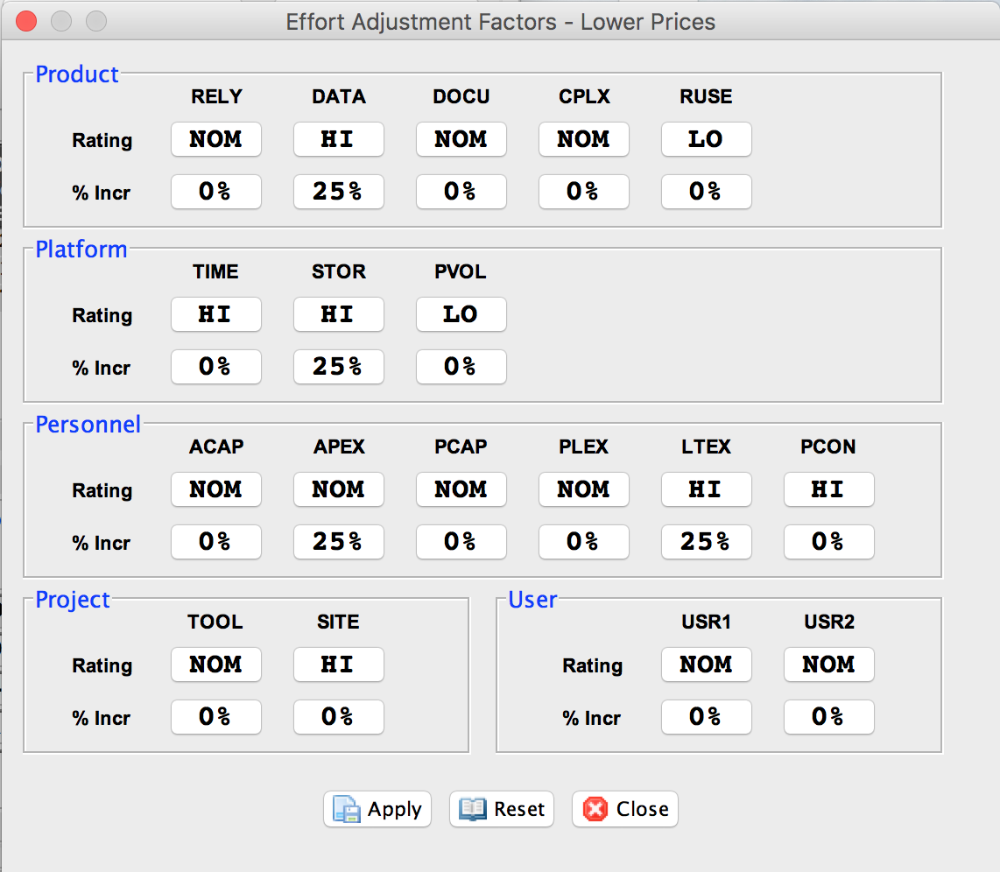 Effort Adjustment Factors - Lower Prices
Product
RELY DATA DOCU CPLX RUSE
Rating NOM HI NOM NOM LO
% Incr 0% 25% 0% 0% 0%
Platform
TIME STOR PVOL
Rating HI HI LO
% Incr 0% 25% 0%
Personnel
ACAP APEX PCAP PLEX LTEX PCON
Rating NOM NOM NOM NOM HI HI
% Incr 0% 25% 0% 0% 25% 0%
Project
TOOL SITE
Rating NOM HI
% Incr 0% 0%
User
USR1 USR2
Rating NOM NOM
% Incr 0% 0%
Apply Reset Close